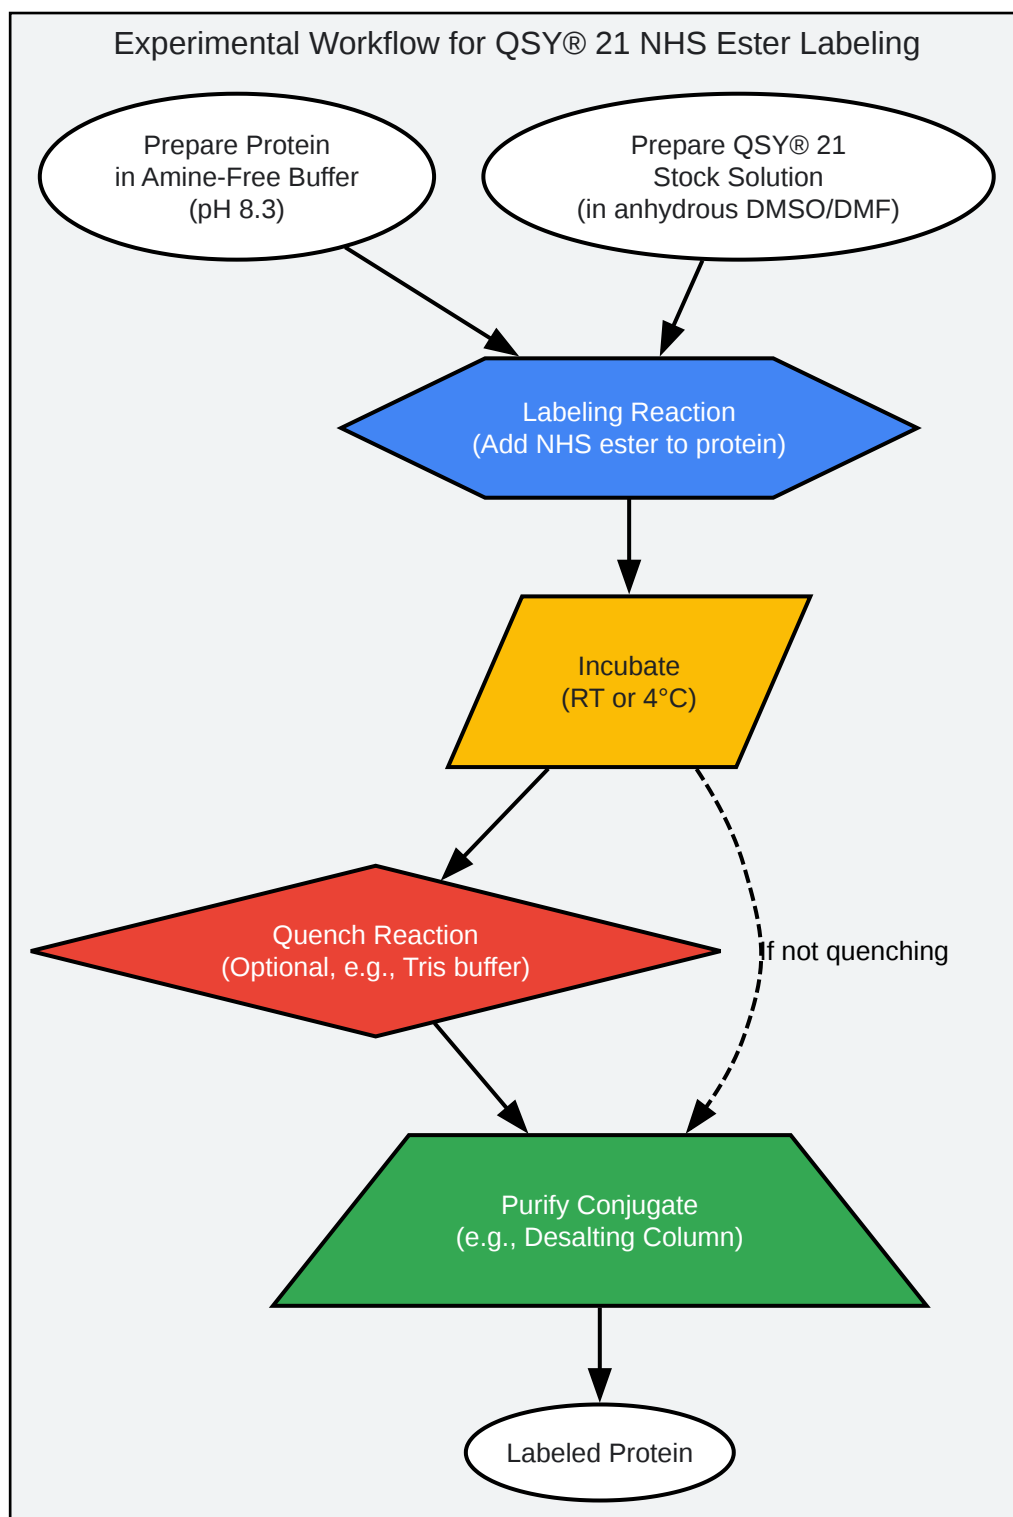 Experimental Workflow for QSY® 21 NHS Ester Labeling
Prepare Protein
in Amine-Free Buffer
(pH 8.3)
Prepare QSY® 21
Stock Solution
(in anhydrous DMSO/DMF)
Labeling Reaction
(Add NHS ester to protein)
Incubate
(RT or 4°C)
Quench Reaction
(Optional, e.g., Tris buffer)
If not quenching
Purify Conjugate
(e.g., Desalting Column)
Labeled Protein